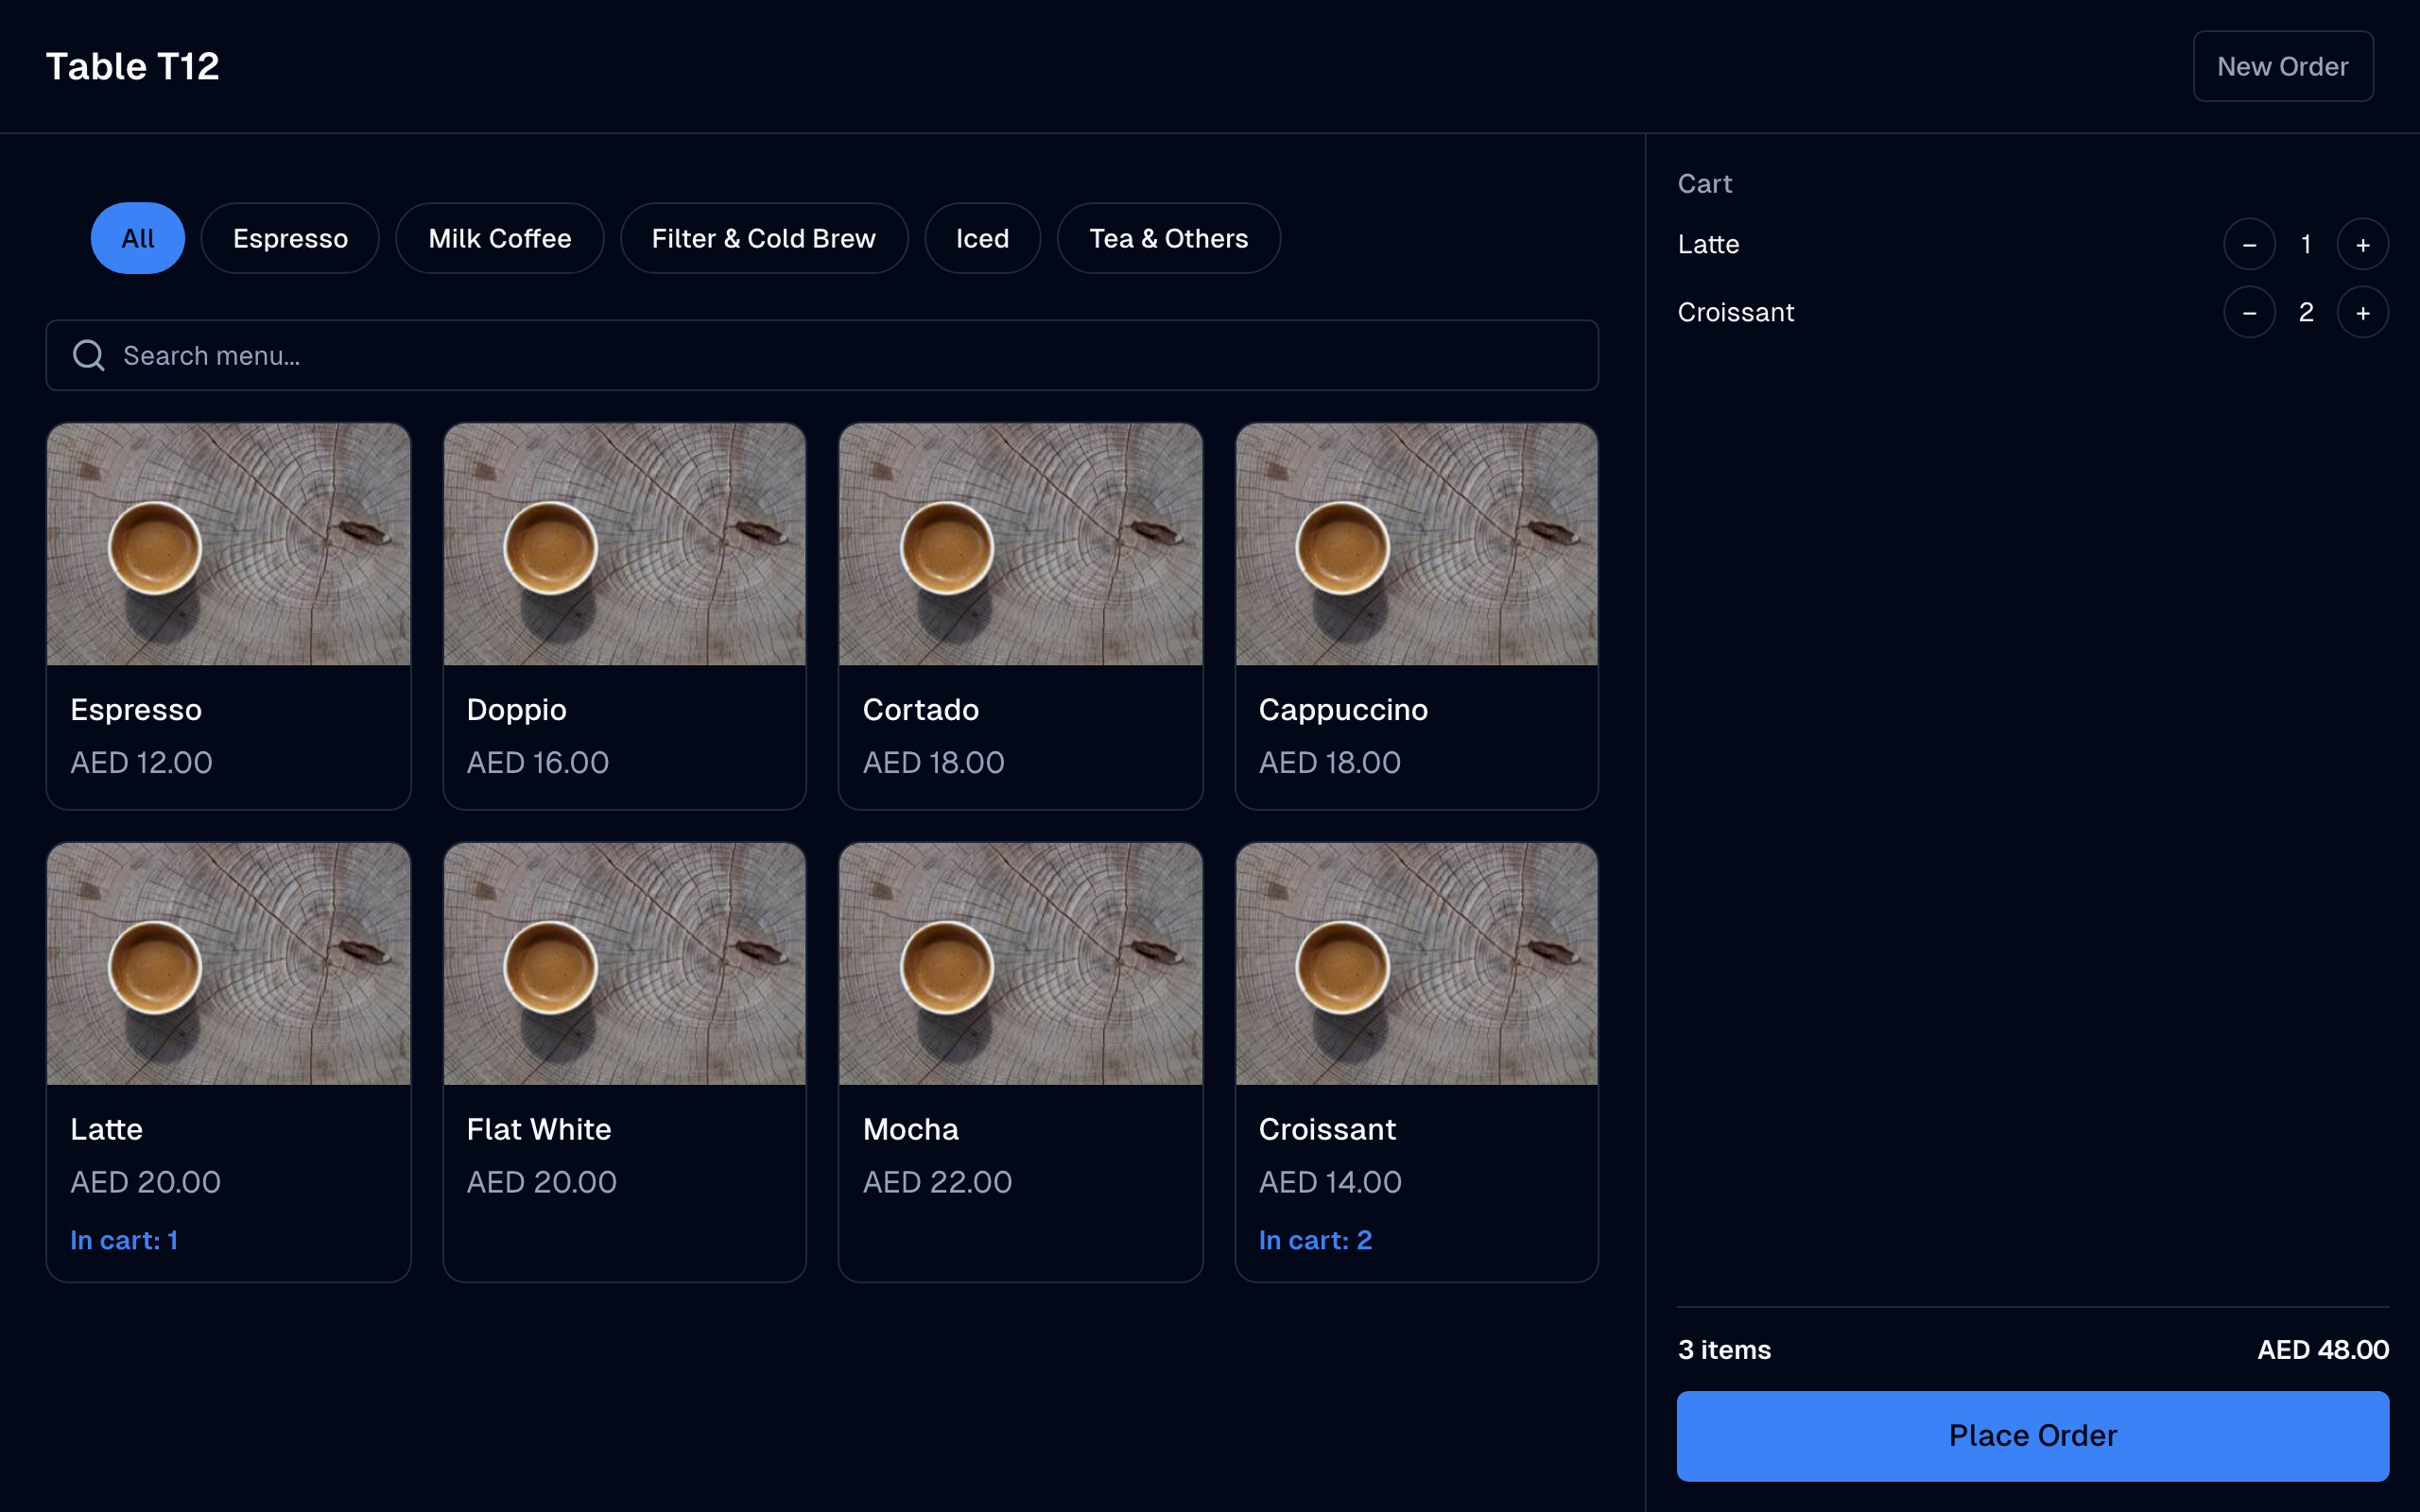 Table T12
New Order
All
Espresso
Milk Coffee
Filter & Cold Brew
Iced
Tea & Others
Search menu...
Espresso
AED 12.00
Doppio
AED 16.00
Cortado
AED 18.00
Cappuccino
AED 18.00
Latte
AED 20.00
In cart: 1
Flat White
AED 20.00
Mocha
AED 22.00
Croissant
AED 14.00
In cart: 2
Cart
Latte
− 1 +
Croissant
− 2 +
3 items
AED 48.00
Place Order